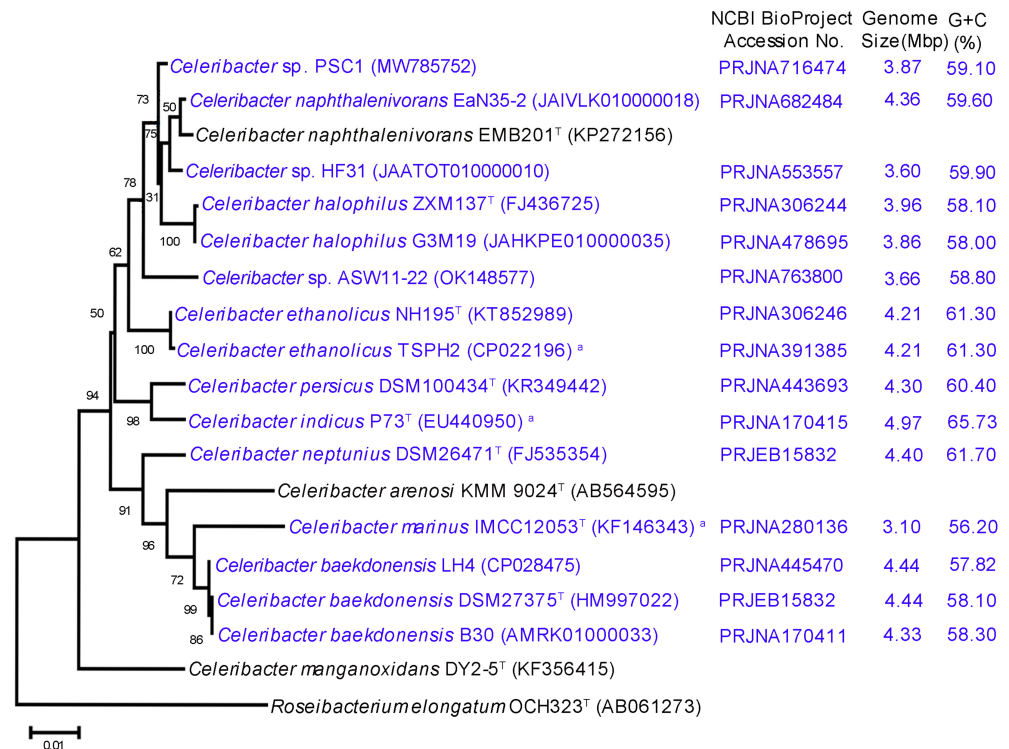 NCBI BioProject Genome G+C
Accession No. Size(Mbp) (%)
Celeribacter sp. PSC1 (MW785752) PRJNA716474 3.87 59.10
73
50 Celeribacter naphthalenivorans EaN35-2 (JAIVLK010000018) PRJNA682484 4.36 59.60
75 Celeribacter naphthalenivorans EMB201ᵀ (KP272156)
Celeribacter sp. HF31 (JAATOT010000010) PRJNA553557 3.60 59.90
78
31
Celeribacter halophilus ZXM137ᵀ (FJ436725) PRJNA306244 3.96 58.10
100 Celeribacter halophilus G3M19 (JAHKPE010000035) PRJNA478695 3.86 58.00
62
Celeribacter sp. ASW11-22 (OK148577) PRJNA763800 3.66 58.80
50 Celeribacter ethanolicus NH195ᵀ (KT852989) PRJNA306246 4.21 61.30
100 Celeribacter ethanolicus TSPH2 (CP022196) ᵃ PRJNA391385 4.21 61.30
Celeribacter persicus DSM100434ᵀ (KR349442) PRJNA443693 4.30 60.40
94
98 Celeribacter indicus P73ᵀ (EU440950) ᵃ PRJNA170415 4.97 65.73
Celeribacter neptunius DSM26471ᵀ (FJ535354) PRJEB15832 4.40 61.70
Celeribacter arenosi KMM 9024ᵀ (AB564595)
91
Celeribacter marinus IMCC12053ᵀ (KF146343) ᵃ PRJNA280136 3.10 56.20
96
Celeribacter baekdonensis LH4 (CP028475) PRJNA445470 4.44 57.82
72
Celeribacter baekdonensis DSM27375ᵀ (HM997022) PRJEB15832 4.44 58.10
99
86 Celeribacter baekdonensis B30 (AMRK01000033) PRJNA170411 4.33 58.30
Celeribacter manganoxidans DY2-5ᵀ (KF356415)
Roseibacterium elongatum OCH323ᵀ (AB061273)
0.01